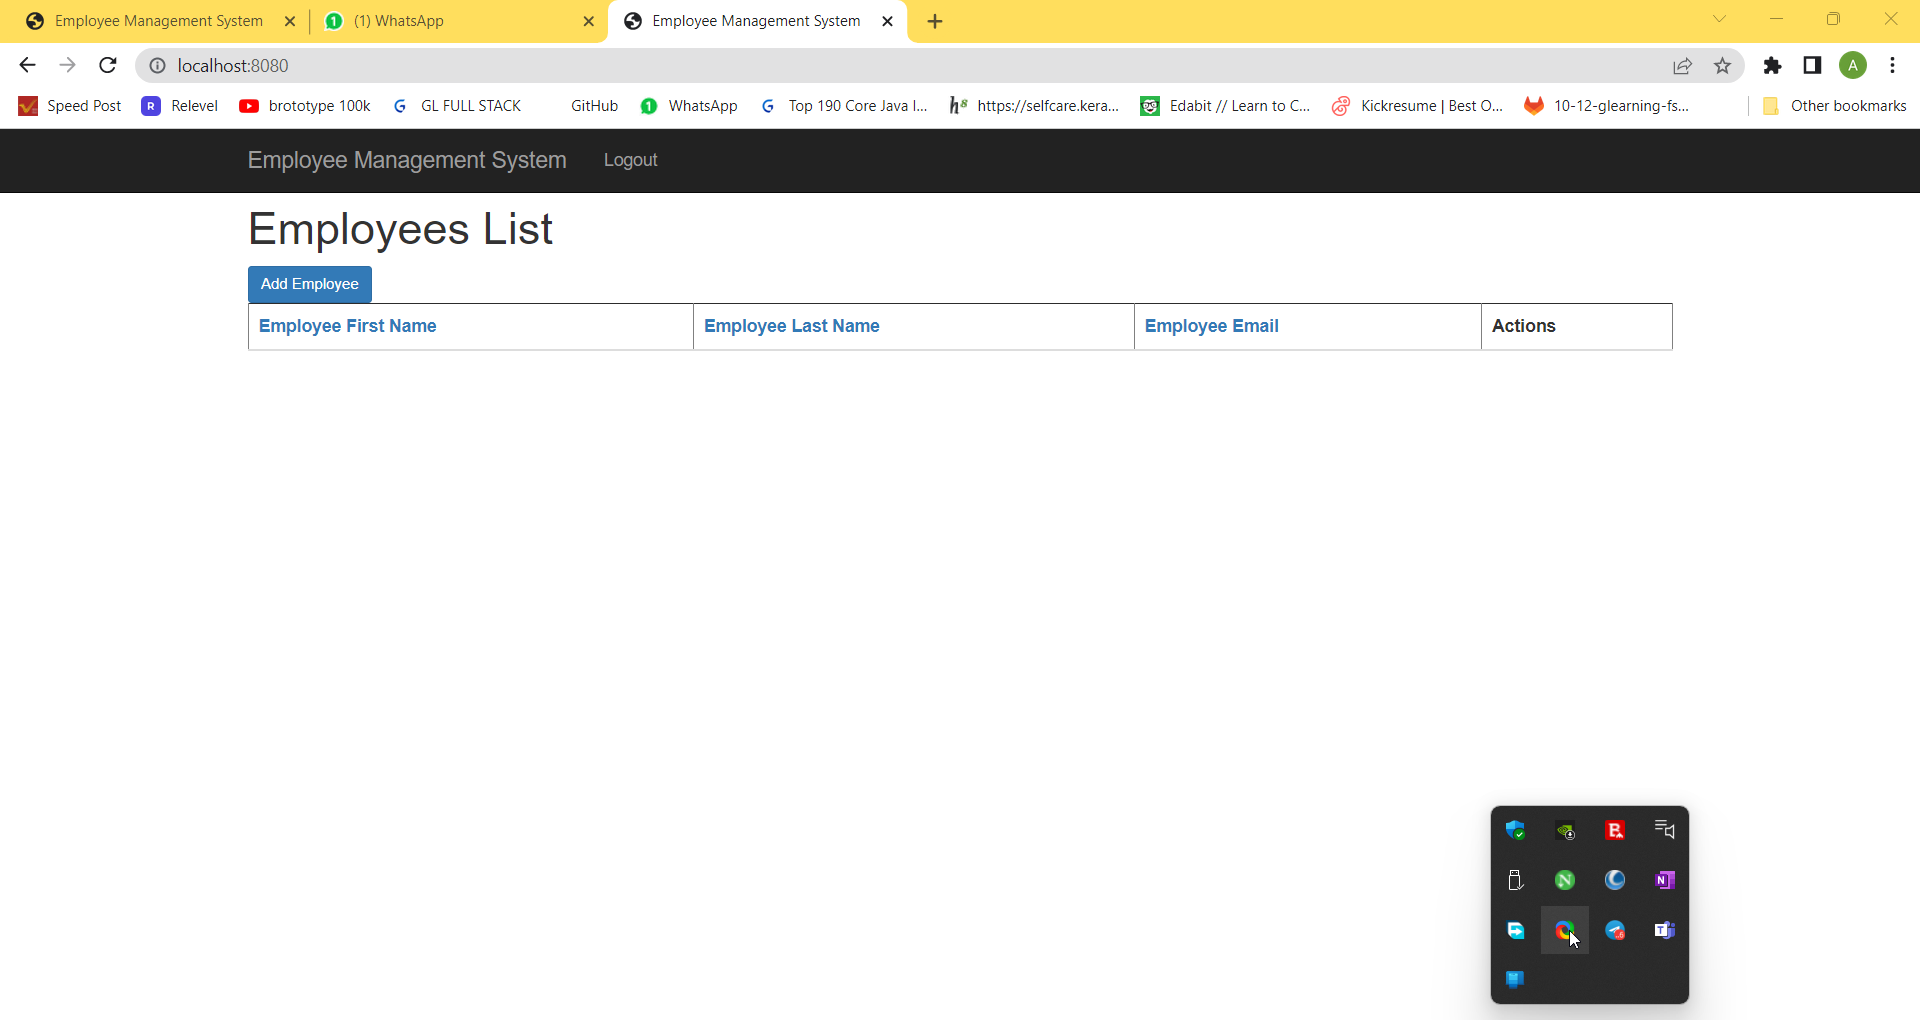 Employee Management System
(1) WhatsApp
Employee Management System
localhost:8080
A
Speed Post
R Relevel
brototype 100k
G GL FULL STACK
GitHub
1 WhatsApp
G Top 190 Core Java I...
h8 https://selfcare.kera...
Edabit // Learn to C...
Kickresume | Best O...
10-12-glearning-fs...
Other bookmarks
Employee Management System
Logout
Employees List
Add Employee
Employee First Name
Employee Last Name
Employee Email
Actions